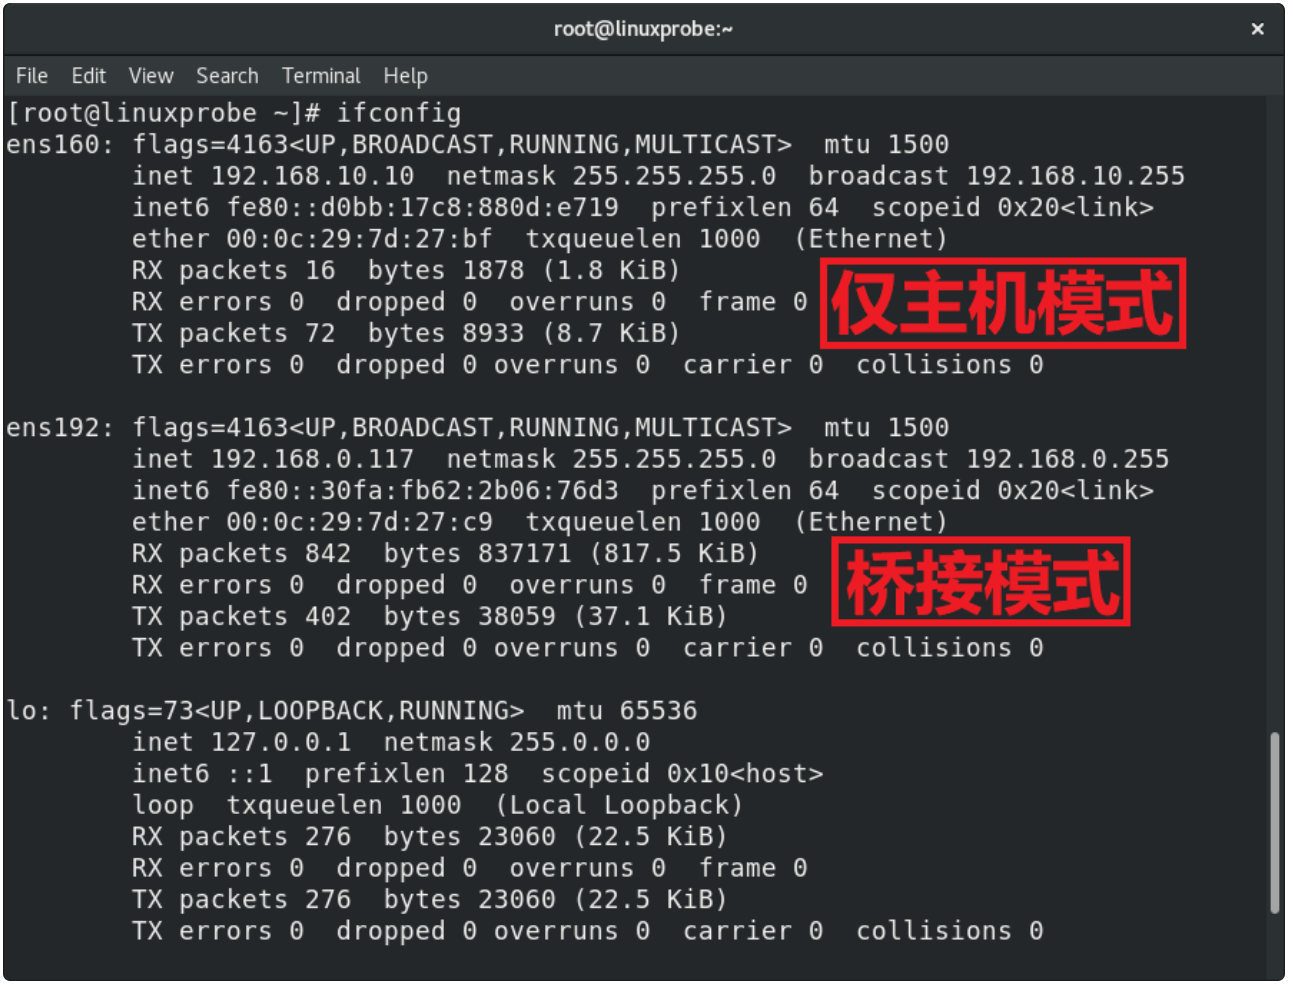 root@linuxprobe:~ ×
File Edit View Search Terminal Help
[root@linuxprobe ~]# ifconfig
ens160: flags=4163<UP,BROADCAST,RUNNING,MULTICAST>  mtu 1500
        inet 192.168.10.10  netmask 255.255.255.0  broadcast 192.168.10.255
        inet6 fe80::d0bb:17c8:880d:e719  prefixlen 64  scopeid 0x20<link>
        ether 00:0c:29:7d:27:bf  txqueuelen 1000  (Ethernet)
        RX packets 16  bytes 1878 (1.8 KiB)
        RX errors 0  dropped 0  overruns 0  frame 0
仅主机模式
        TX packets 72  bytes 8933 (8.7 KiB)
        TX errors 0  dropped 0 overruns 0  carrier 0  collisions 0
ens192: flags=4163<UP,BROADCAST,RUNNING,MULTICAST>  mtu 1500
        inet 192.168.0.117  netmask 255.255.255.0  broadcast 192.168.0.255
        inet6 fe80::30fa:fb62:2b06:76d3  prefixlen 64  scopeid 0x20<link>
        ether 00:0c:29:7d:27:c9  txqueuelen 1000  (Ethernet)
        RX packets 842  bytes 837171 (817.5 KiB)
        RX errors 0  dropped 0  overruns 0  frame 0
桥接模式
        TX packets 402  bytes 38059 (37.1 KiB)
        TX errors 0  dropped 0 overruns 0  carrier 0  collisions 0
lo: flags=73<UP,LOOPBACK,RUNNING>  mtu 65536
        inet 127.0.0.1  netmask 255.0.0.0
        inet6 ::1  prefixlen 128  scopeid 0x10<host>
        loop  txqueuelen 1000  (Local Loopback)
        RX packets 276  bytes 23060 (22.5 KiB)
        RX errors 0  dropped 0  overruns 0  frame 0
        TX packets 276  bytes 23060 (22.5 KiB)
        TX errors 0  dropped 0 overruns 0  carrier 0  collisions 0